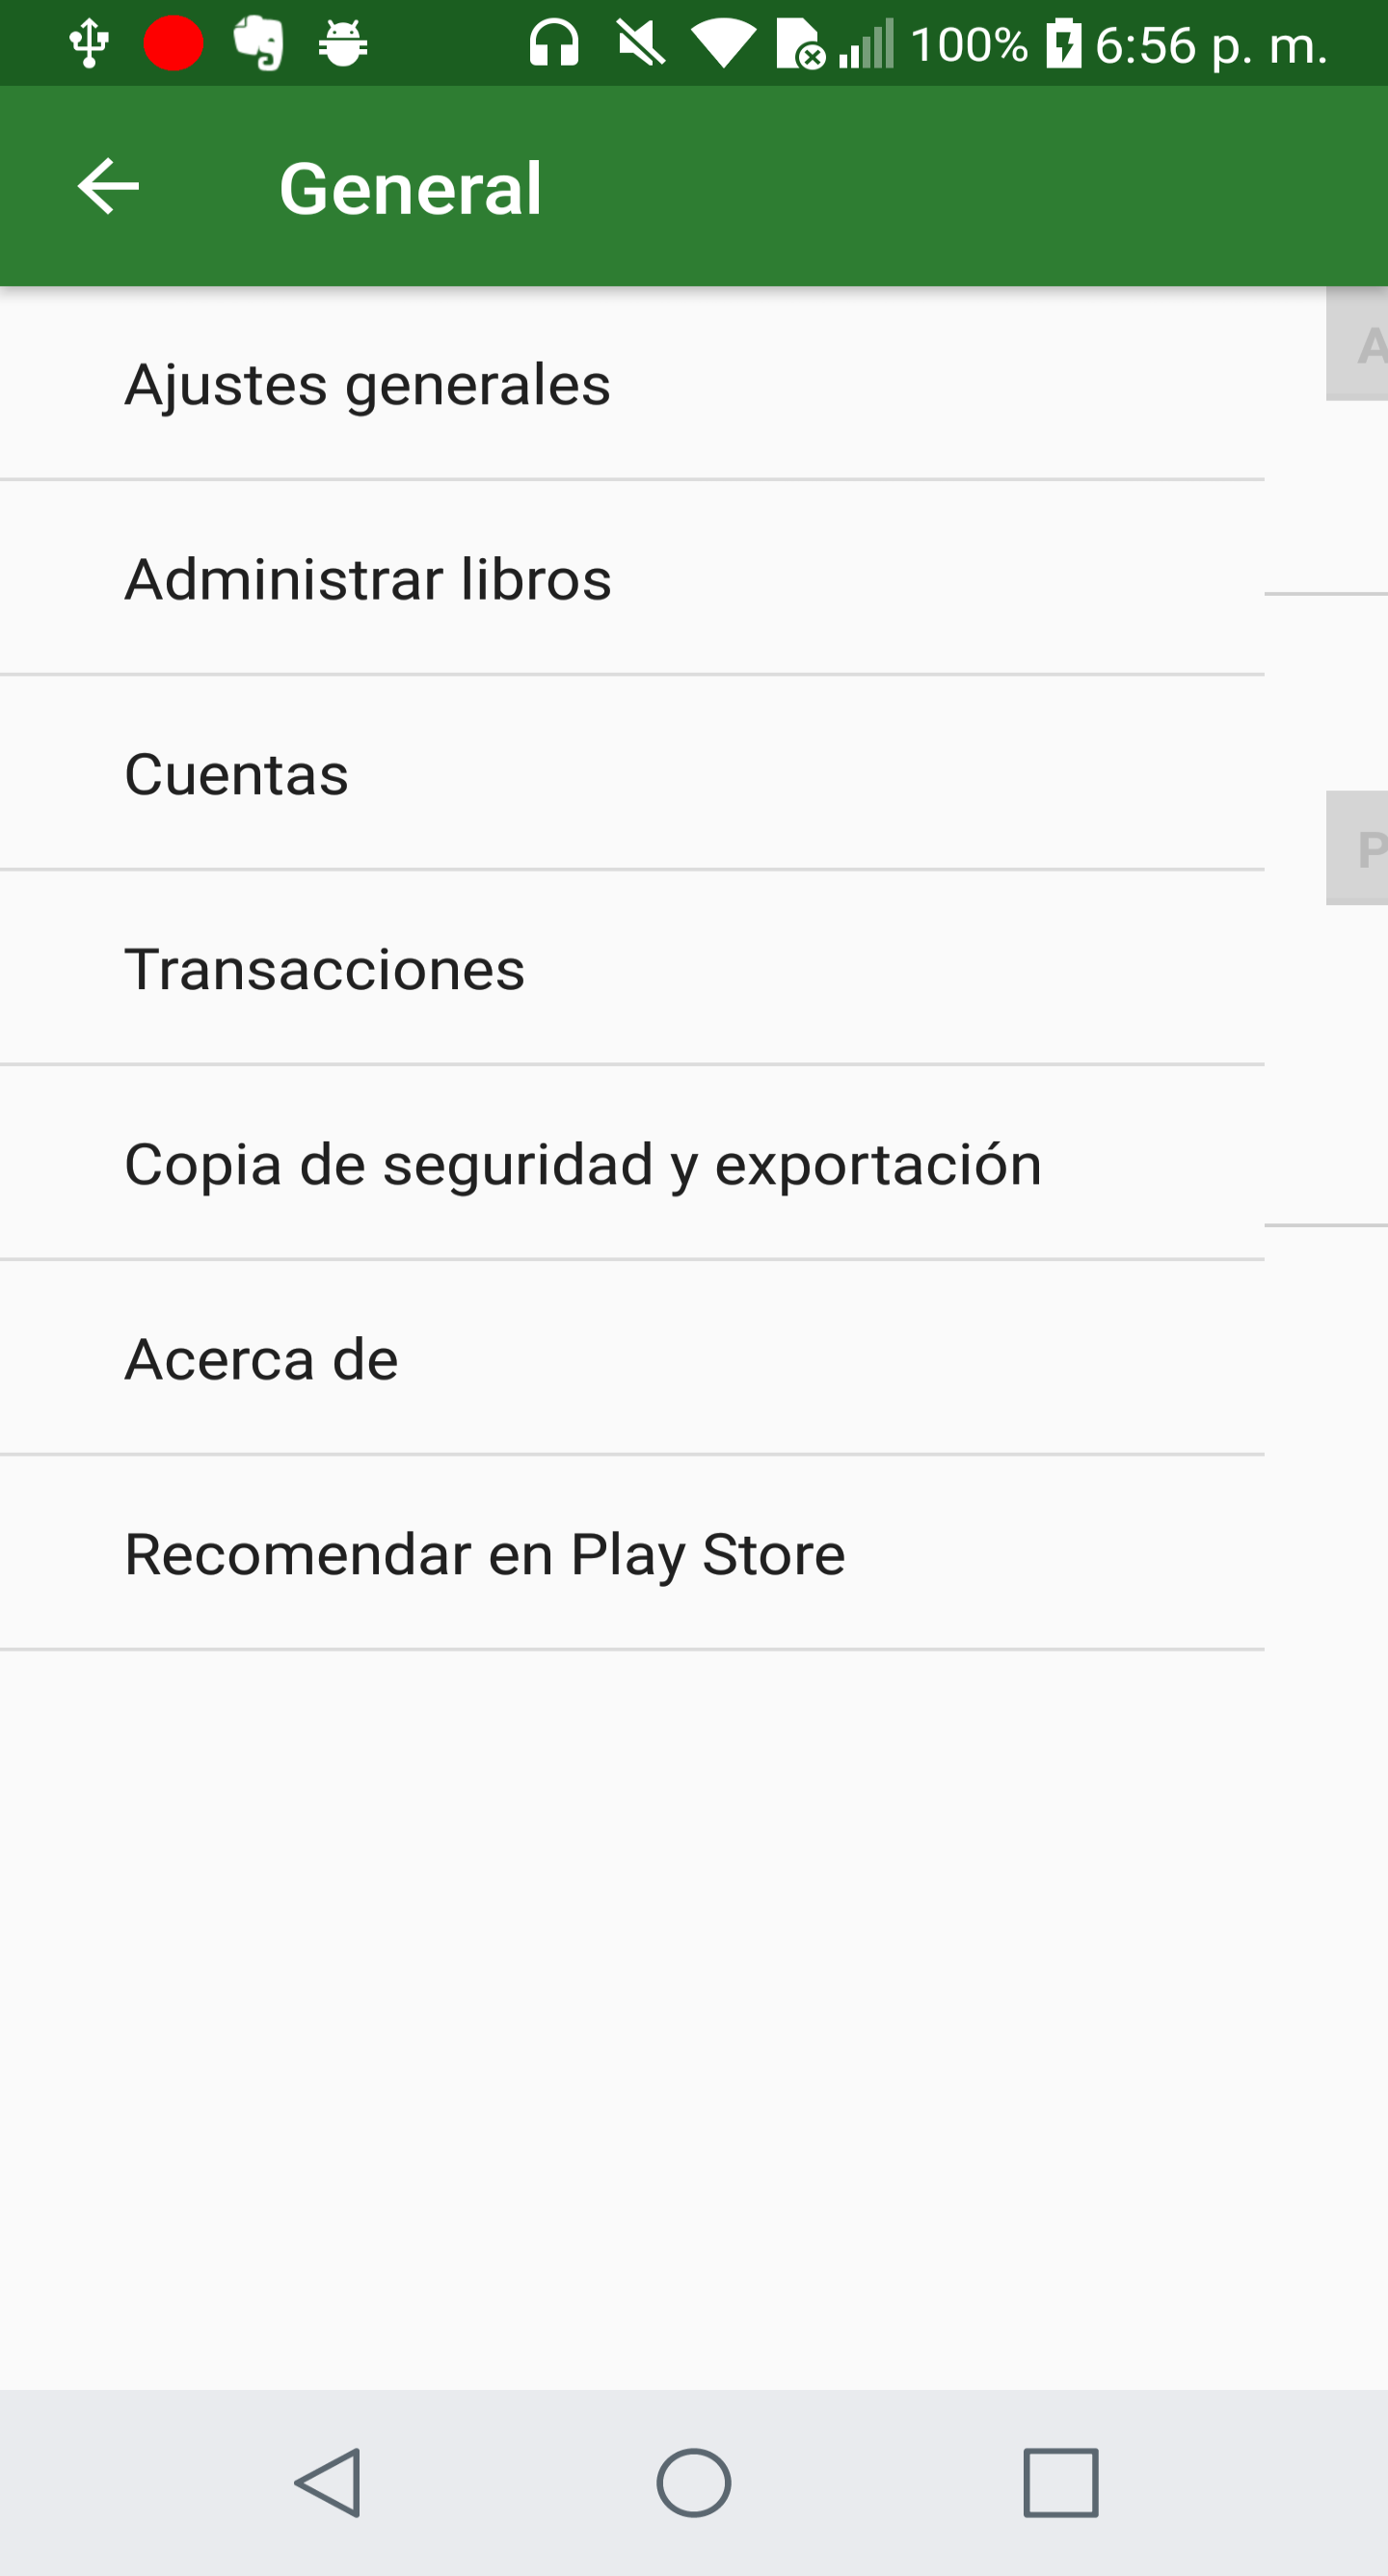 100% 6:56 p. m.
General
Ajustes generales
A
Administrar libros
Cuentas
P
Transacciones
Copia de seguridad y exportación
Acerca de
Recomendar en Play Store